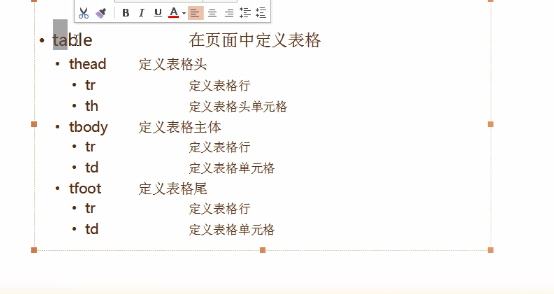 B I U A
• table 在页面中定义表格
• thead 定义表格头
• tr 定义表格行
• th 定义表格头单元格
• tbody 定义表格主体
• tr 定义表格行
• td 定义表格单元格
• tfoot 定义表格尾
• tr 定义表格行
• td 定义表格单元格